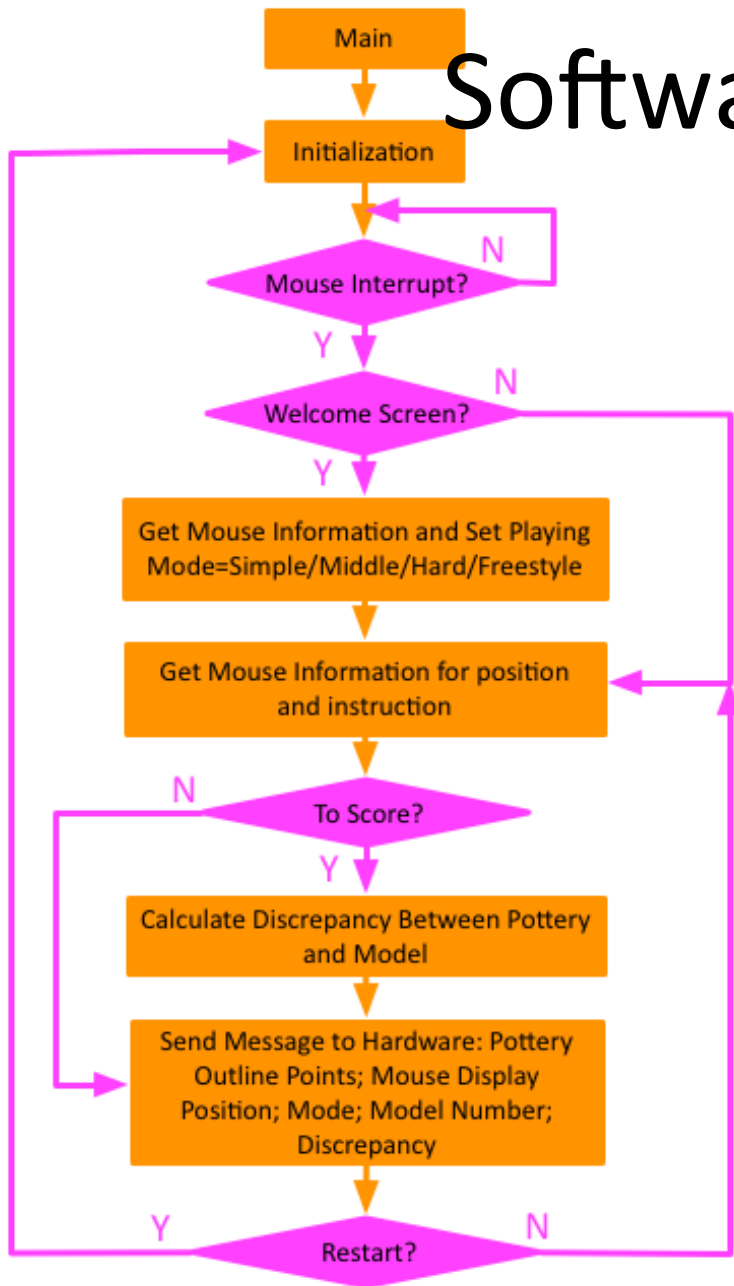 Main
Softwa
Initialization
N
Mouse Interrupt?
Y
N
Welcome Screen?
Y
Get Mouse Information and Set Playing
Mode=Simple/Middle/Hard/Freestyle
Get Mouse Information for position
and instruction
N
To Score?
Y
Calculate Discrepancy Between Pottery
and Model
Send Message to Hardware: Pottery
Outline Points; Mouse Display
Position; Mode; Model Number;
Discrepancy
Y
N
Restart?